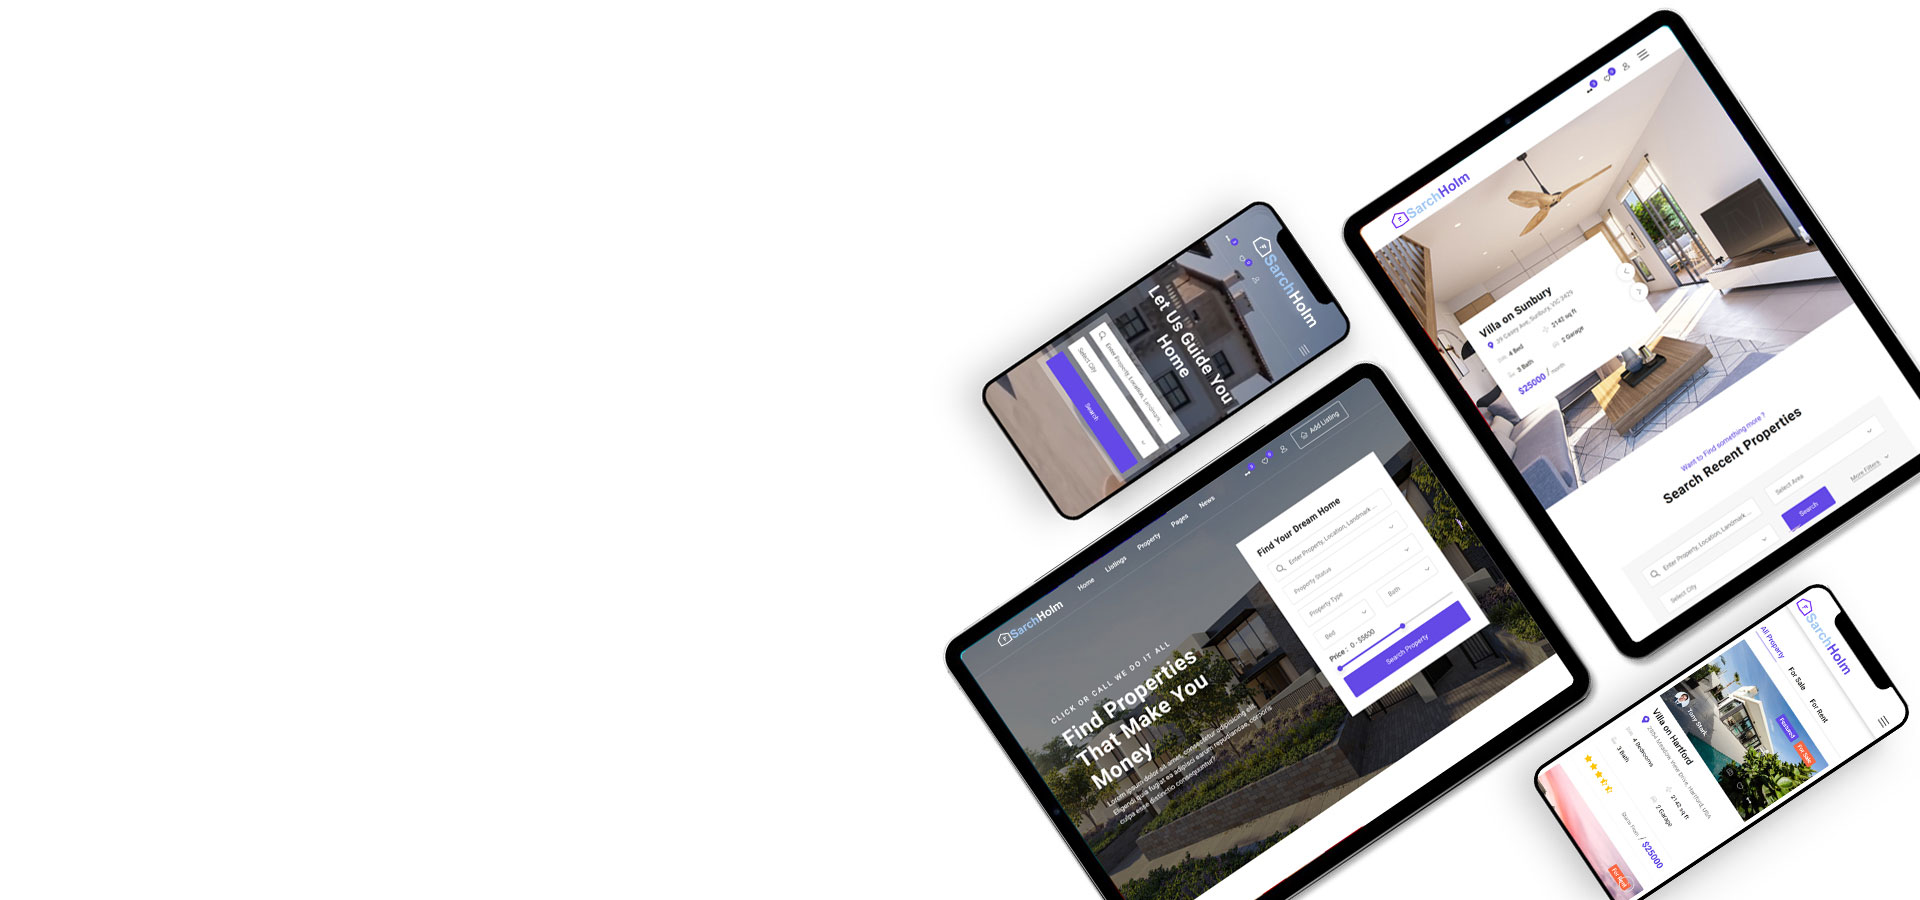 SarchHolm
Let Us Guide You
Home
Enter Property, Location, Landmark...
Select City
Search
SarchHolm
Home
Listings
Property
Pages
News
Add Listing
CLICK OR CALL WE DO IT ALL
Find Properties
That Make You
Money
Lorem ipsum dolor sit amet, consectetur adipisicing elit.
Eligendi quia fugiat ea adipisci earum repudiandae, corporis
culpa esse distinctio consequuntur?
Find Your Dream Home
Enter Property, Location, Landmark...
Property Status
Property Type
Bed
Bath
Price : 0 - $5600
Search Property
SarchHolm
Villa on Sunbury
39 Casey Ave, Sunbury, VIC 3429
4 Bed
2142 sq ft
3 Bath
2 Garage
$25000 / month
Want to Find something more ?
Search Recent Properties
Enter Property, Location, Landmark...
Select Area
Select City
Search
More Filters
SarchHolm
All Property
For Sale
For Rent
Featured
For Sale
Tony Stark
Villa on Hartford
2854 Meadow View Drive, Hartford, USA
4 Bedrooms
2142 sq ft
3 Bath
2 Garage
Starts From / $25000
For Rent